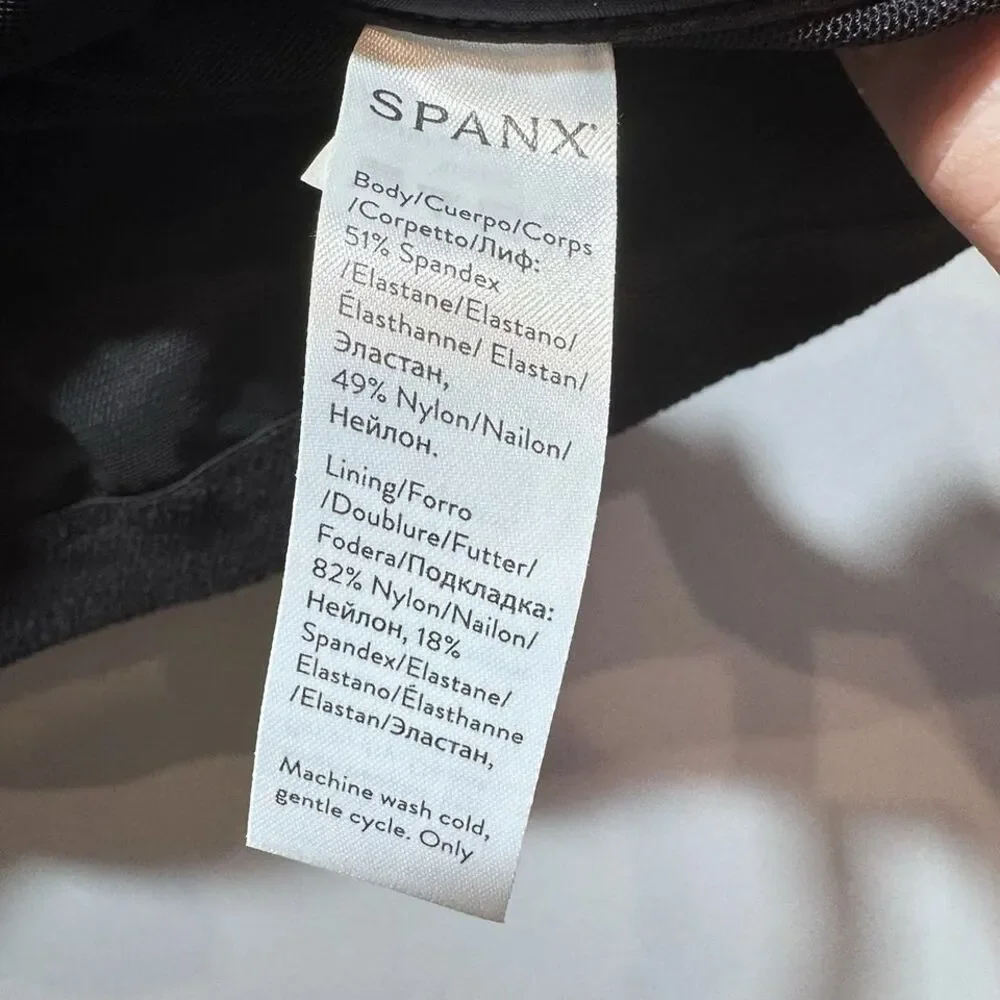 SPANX®
Body/Cuerpo/Corps
/Corpetto/Лиф:
51% Spandex
/Elastane/Elastano/
Élasthanne/ Elastan/
Эластан,
49% Nylon/Nailon/
Нейлон.
Lining/Forro
/Doublure/Futter/
Fodera/Подкладка:
82% Nylon/Nailon/
Нейлон, 18%
Spandex/Elastane/
Elastano/Élasthanne
/Elastan/Эластан,
Machine wash cold,
gentle cycle. Only